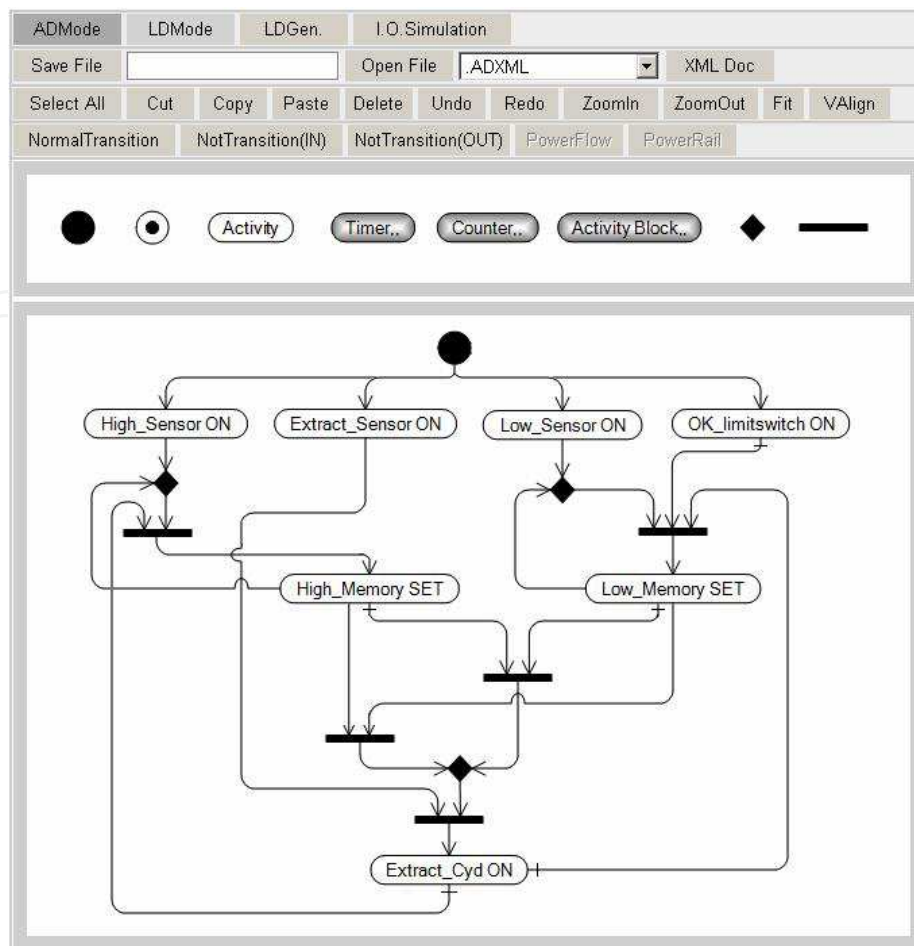 ADMode LDMode LDGen. I.O.Simulation
Save File Open File .ADXML XML Doc
Select All Cut Copy Paste Delete Undo Redo ZoomIn ZoomOut Fit VAlign
NormalTransition NotTransition(IN) NotTransition(OUT) PowerFlow PowerRail
Activity Timer,, Counter,, Activity Block,,
High_Sensor ON Extract_Sensor ON Low_Sensor ON OK_limitswitch ON
High_Memory SET Low_Memory SET
Extract_Cyd ON